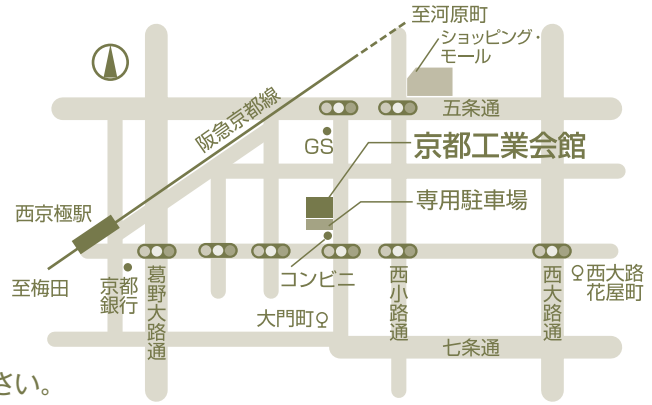 至河原町
ショッピング・
モール
五条通
阪急京都線
GS
京都工業会館
専用駐車場
西京極駅
至梅田
京都
銀行
葛野大路通
コンビニ
大門町
西小路通
西大路通
西大路
花屋町
七条通
さい。